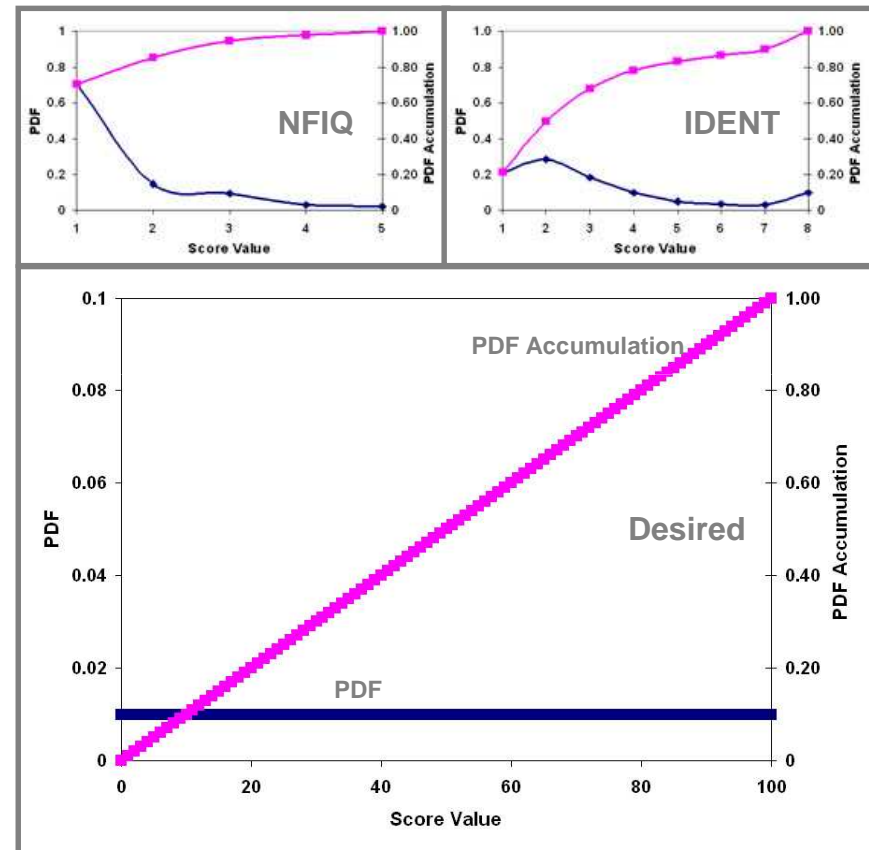 1
0.8
0.6
0.4
0.2
0
PDF
1.00
0.80
0.60
0.40
0.20
0
PDF Accumulation
NFIQ
1 2 3 4 5
Score Value
1
0.8
0.6
0.4
0.2
0
PDF
1.00
0.80
0.60
0.40
0.20
0
PDF Accumulation
IDENT
1 2 3 4 5 6 7 8
Score Value
0.1
0.08
0.06
0.04
0.02
0
PDF
1.00
0.80
0.60
0.40
0.20
0
PDF Accumulation
PDF Accumulation
Desired
PDF
0 20 40 60 80 100
Score Value